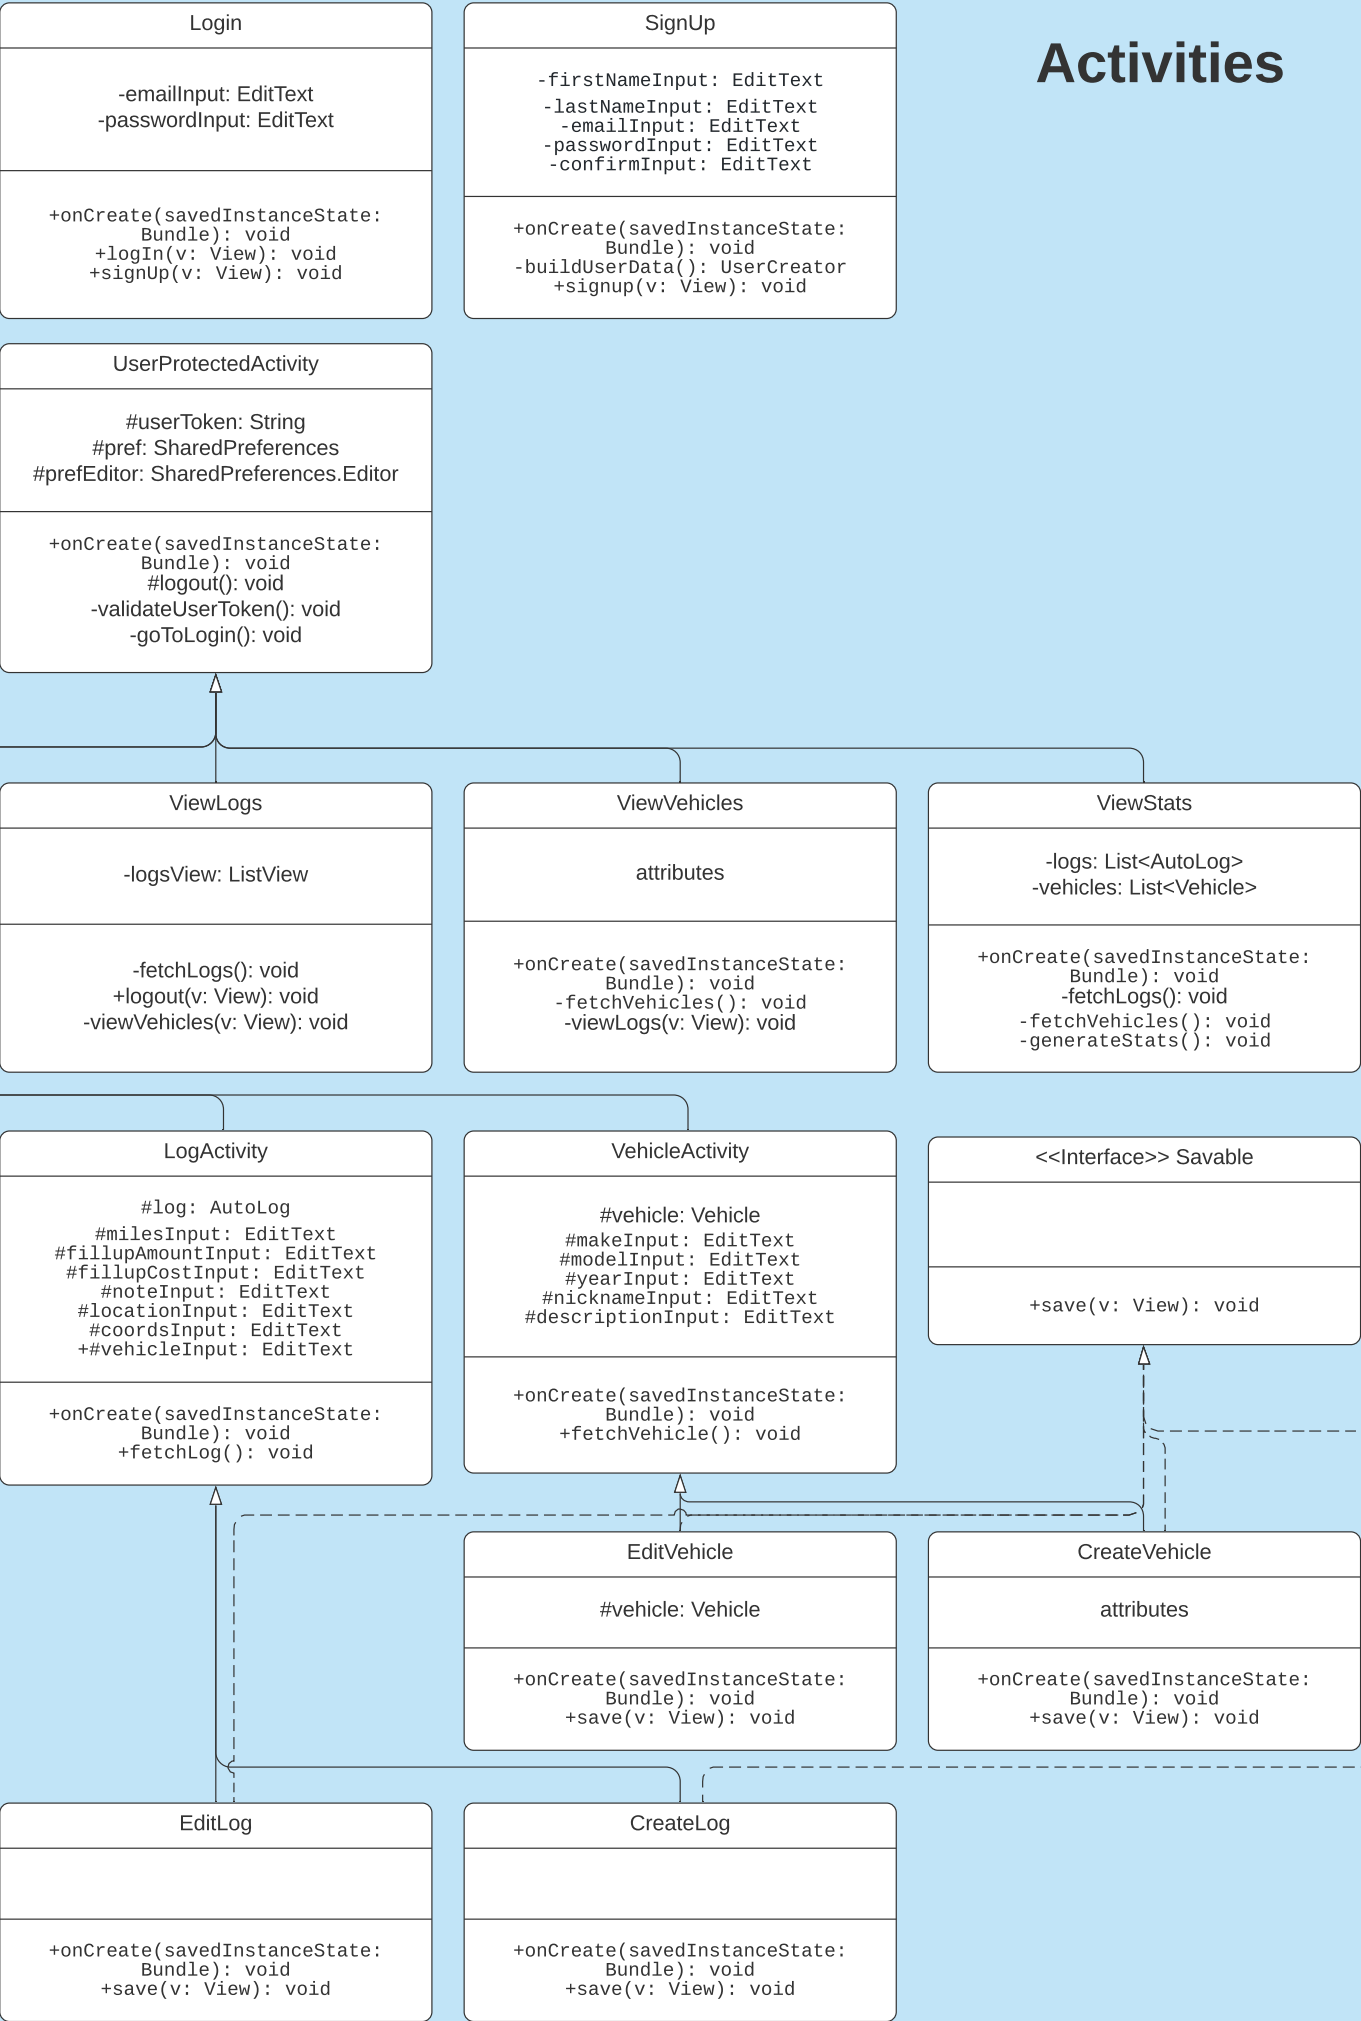 Activities
Login
-emailInput: EditText
-passwordInput: EditText
+onCreate(savedInstanceState:
Bundle): void
+logIn(v: View): void
+signUp(v: View): void
SignUp
-firstNameInput: EditText
-lastNameInput: EditText
-emailInput: EditText
-passwordInput: EditText
-confirmInput: EditText
+onCreate(savedInstanceState:
Bundle): void
-buildUserData(): UserCreator
+signup(v: View): void
UserProtectedActivity
#userToken: String
#pref: SharedPreferences
#prefEditor: SharedPreferences.Editor
+onCreate(savedInstanceState:
Bundle): void
#logout(): void
-validateUserToken(): void
-goToLogin(): void
ViewLogs
-logsView: ListView
-fetchLogs(): void
+logout(v: View): void
-viewVehicles(v: View): void
ViewVehicles
attributes
+onCreate(savedInstanceState:
Bundle): void
-fetchVehicles(): void
-viewLogs(v: View): void
ViewStats
-logs: List<AutoLog>
-vehicles: List<Vehicle>
+onCreate(savedInstanceState:
Bundle): void
-fetchLogs(): void
-fetchVehicles(): void
-generateStats(): void
LogActivity
#log: AutoLog
#milesInput: EditText
#fillupAmountInput: EditText
#fillupCostInput: EditText
#noteInput: EditText
#locationInput: EditText
#coordsInput: EditText
+#vehicleInput: EditText
+onCreate(savedInstanceState:
Bundle): void
+fetchLog(): void
VehicleActivity
#vehicle: Vehicle
#makeInput: EditText
#modelInput: EditText
#yearInput: EditText
#nicknameInput: EditText
#descriptionInput: EditText
+onCreate(savedInstanceState:
Bundle): void
+fetchVehicle(): void
<<Interface>> Savable
+save(v: View): void
EditVehicle
#vehicle: Vehicle
+onCreate(savedInstanceState:
Bundle): void
+save(v: View): void
CreateVehicle
attributes
+onCreate(savedInstanceState:
Bundle): void
+save(v: View): void
EditLog
+onCreate(savedInstanceState:
Bundle): void
+save(v: View): void
CreateLog
+onCreate(savedInstanceState:
Bundle): void
+save(v: View): void